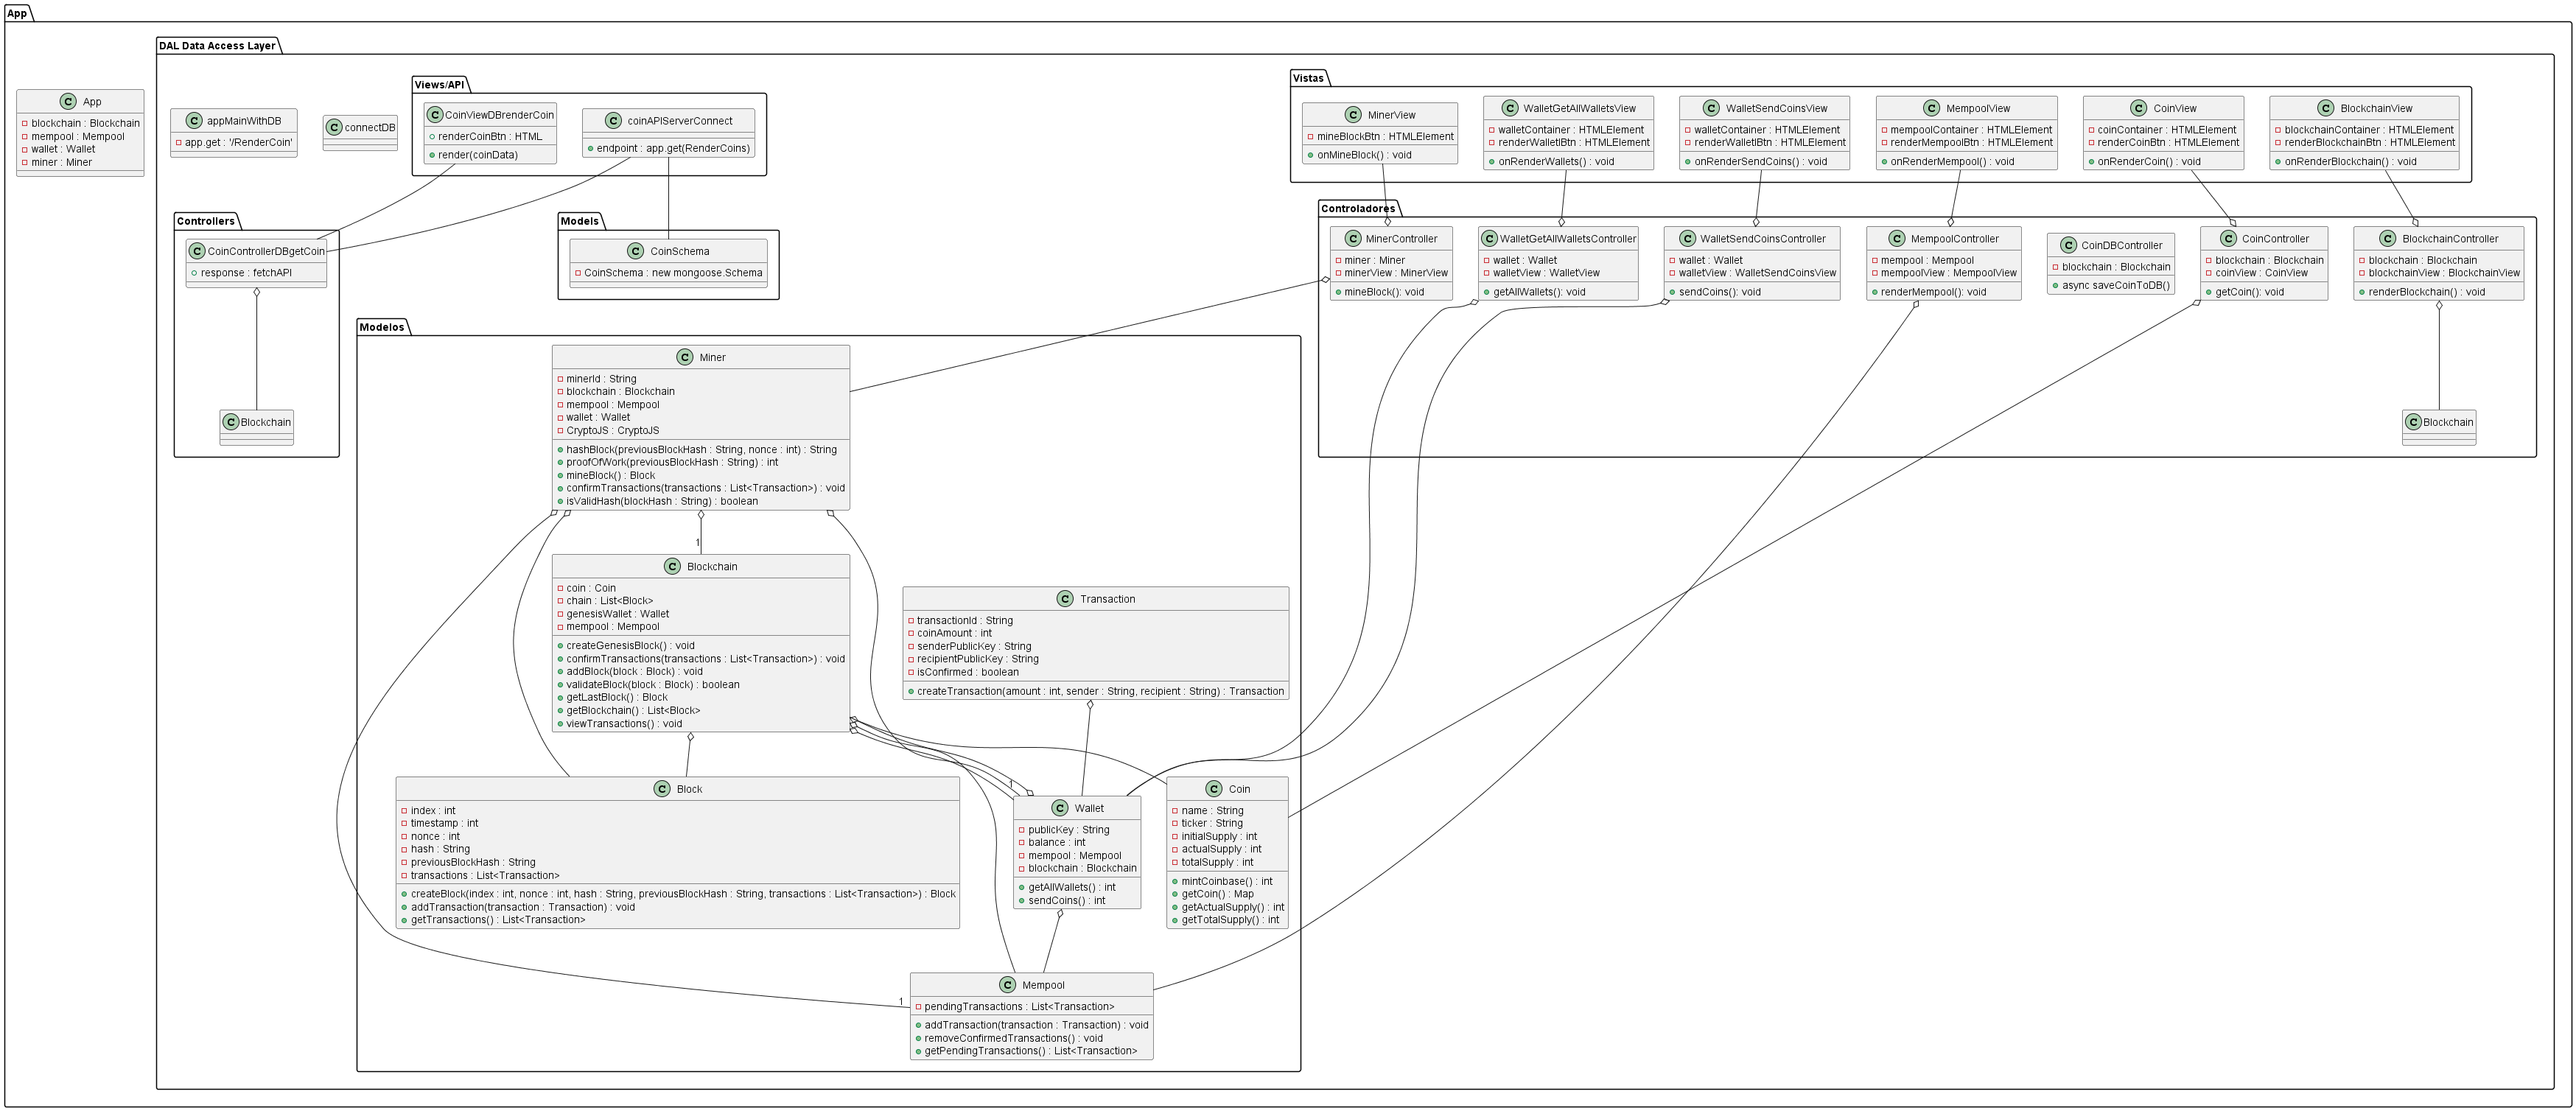 App
DAL Data Access Layer
C App
blockchain : Blockchain
mempool : Mempool
wallet : Wallet
miner : Miner
C appMainWithDB
app.get : '/RenderCoin'
C connectDB
Views/API
C CoinViewDBrenderCoin
renderCoinBtn : HTML
render(coinData)
C coinAPIServerConnect
endpoint : app.get(RenderCoins)
Vistas
C MinerView
mineBlockBtn : HTMLElement
onMineBlock() : void
C WalletGetAllWalletsView
walletContainer : HTMLElement
renderWalletlBtn : HTMLElement
onRenderWallets() : void
C WalletSendCoinsView
walletContainer : HTMLElement
renderWalletlBtn : HTMLElement
onRenderSendCoins() : void
C MempoolView
mempoolContainer : HTMLElement
renderMempoolBtn : HTMLElement
onRenderMempool() : void
C CoinView
coinContainer : HTMLElement
renderCoinBtn : HTMLElement
onRenderCoin() : void
C BlockchainView
blockchainContainer : HTMLElement
renderBlockchainBtn : HTMLElement
onRenderBlockchain() : void
Controllers
C CoinControllerDBgetCoin
response : fetchAPI
C Blockchain
Models
C CoinSchema
CoinSchema : new mongoose.Schema
Controladores
C MinerController
miner : Miner
minerView : MinerView
mineBlock(): void
C WalletGetAllWalletsController
wallet : Wallet
walletView : WalletView
getAllWallets(): void
C WalletSendCoinsController
wallet : Wallet
walletView : WalletSendCoinsView
sendCoins(): void
C MempoolController
mempool : Mempool
mempoolView : MempoolView
renderMempool(): void
C CoinDBController
blockchain : Blockchain
async saveCoinToDB()
C CoinController
blockchain : Blockchain
coinView : CoinView
getCoin(): void
C BlockchainController
blockchain : Blockchain
blockchainView : BlockchainView
renderBlockchain() : void
C Blockchain
Modelos
C Miner
minerId : String
blockchain : Blockchain
mempool : Mempool
wallet : Wallet
CryptoJS : CryptoJS
hashBlock(previousBlockHash : String, nonce : int) : String
proofOfWork(previousBlockHash : String) : int
mineBlock() : Block
confirmTransactions(transactions : List<Transaction>) : void
isValidHash(blockHash : String) : boolean
1
C Blockchain
coin : Coin
chain : List<Block>
genesisWallet : Wallet
mempool : Mempool
createGenesisBlock() : void
confirmTransactions(transactions : List<Transaction>) : void
addBlock(block : Block) : void
validateBlock(block : Block) : boolean
getLastBlock() : Block
getBlockchain() : List<Block>
viewTransactions() : void
C Transaction
transactionId : String
coinAmount : int
senderPublicKey : String
recipientPublicKey : String
isConfirmed : boolean
createTransaction(amount : int, sender : String, recipient : String) : Transaction
C Block
index : int
timestamp : int
nonce : int
hash : String
previousBlockHash : String
transactions : List<Transaction>
createBlock(index : int, nonce : int, hash : String, previousBlockHash : String, transactions : List<Transaction>) : Block
addTransaction(transaction : Transaction) : void
getTransactions() : List<Transaction>
1
C Wallet
publicKey : String
balance : int
mempool : Mempool
blockchain : Blockchain
getAllWallets() : int
sendCoins() : int
C Coin
name : String
ticker : String
initialSupply : int
actualSupply : int
totalSupply : int
mintCoinbase() : int
getCoin() : Map
getActualSupply() : int
getTotalSupply() : int
1
C Mempool
pendingTransactions : List<Transaction>
addTransaction(transaction : Transaction) : void
removeConfirmedTransactions() : void
getPendingTransactions() : List<Transaction>